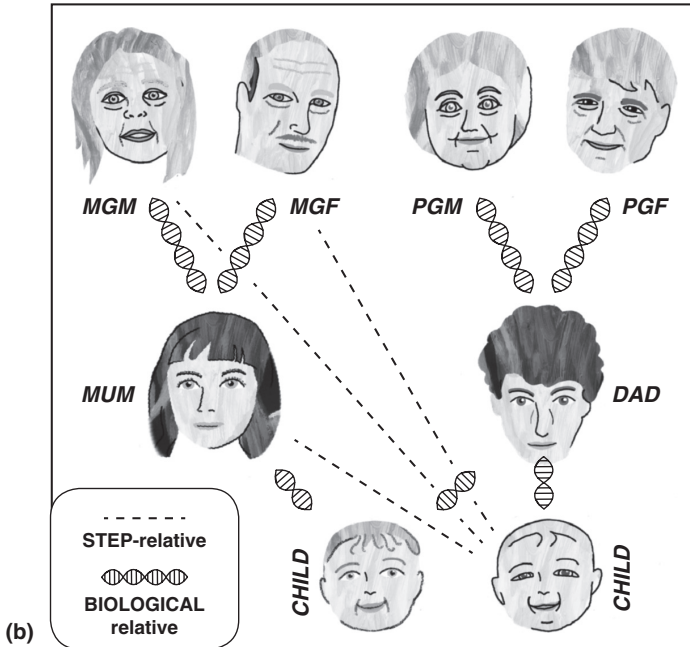 MGM MGF PGM PGF
MUM DAD
STEP-relative
BIOLOGICAL
relative
CHILD
CHILD
(b)